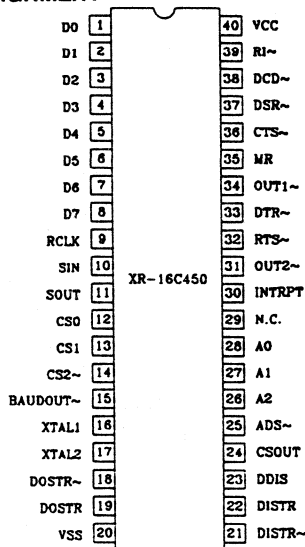 D0 1 40 VCC
D1 2 39 RI~
D2 3 38 DCD~
D3 4 37 DSR~
D4 5 36 CTS~
D5 6 35 MR
D6 7 34 OUT1~
D7 8 33 DTR~
RCLK 9 32 RTS~
SIN 10 31 OUT2~
XR-16C450
SOUT 11 30 INTRPT
CS0 12 29 N.C.
CS1 13 28 A0
CS2~ 14 27 A1
BAUDOUT~ 15 26 A2
XTAL1 16 25 ADS~
XTAL2 17 24 CSOUT
DOSTR~ 18 23 DDIS
DOSTR 19 22 DISTR
VSS 20 21 DISTR~